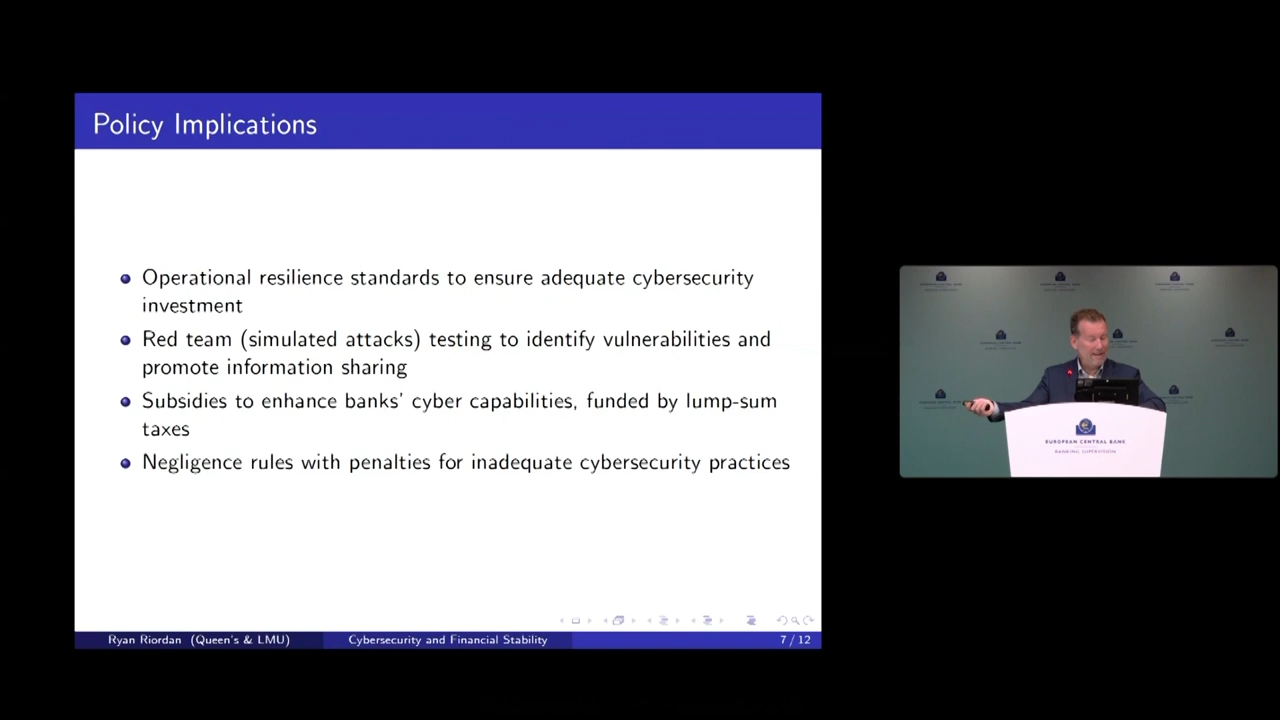 Policy Implications
Operational resilience standards to ensure adequate cybersecurity
investment
Red team (simulated attacks) testing to identify vulnerabilities and
promote information sharing
Subsidies to enhance banks' cyber capabilities, funded by lump-sum
taxes
Negligence rules with penalties for inadequate cybersecurity practices
Ryan Riordan (Queen's & LMU)
Cybersecurity and Financial Stability
7 / 12
EUROPEAN CENTRAL BANK
BANKING SUPERVISION